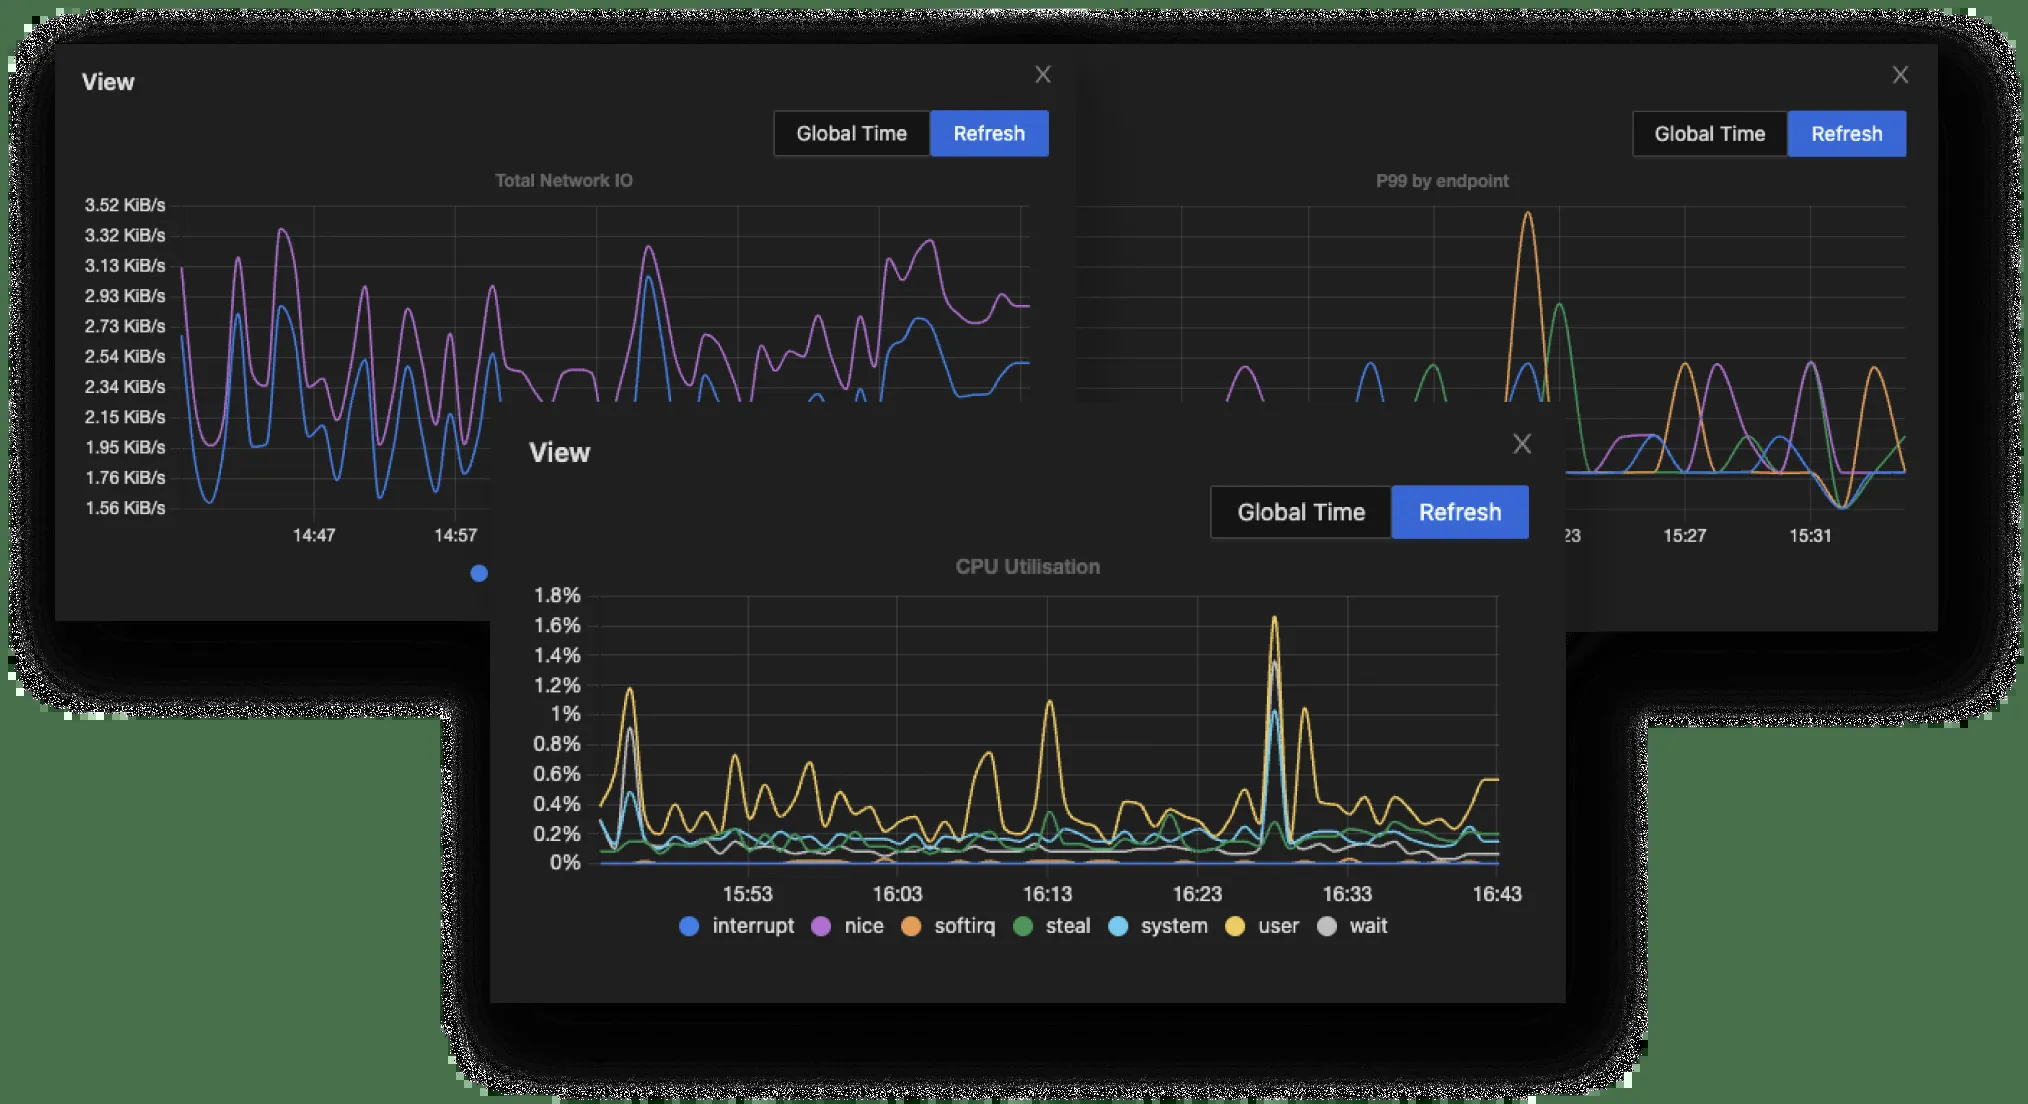 View
X
X
Global Time Refresh
Global Time Refresh
Total Network IO
P99 by endpoint
3.52 KiB/s
3.32 KiB/s
3.13 KiB/s
2.93 KiB/s
2.73 KiB/s
2.54 KiB/s
2.34 KiB/s
2.15 KiB/s
1.95 KiB/s
1.76 KiB/s
1.56 KiB/s
14:47 14:57
23 15:27 15:31
View
X
Global Time Refresh
CPU Utilisation
1.8%
1.6%
1.4%
1.2%
1%
0.8%
0.6%
0.4%
0.2%
0%
15:53 16:03 16:13 16:23 16:33 16:43
interrupt nice softirq steal system user wait